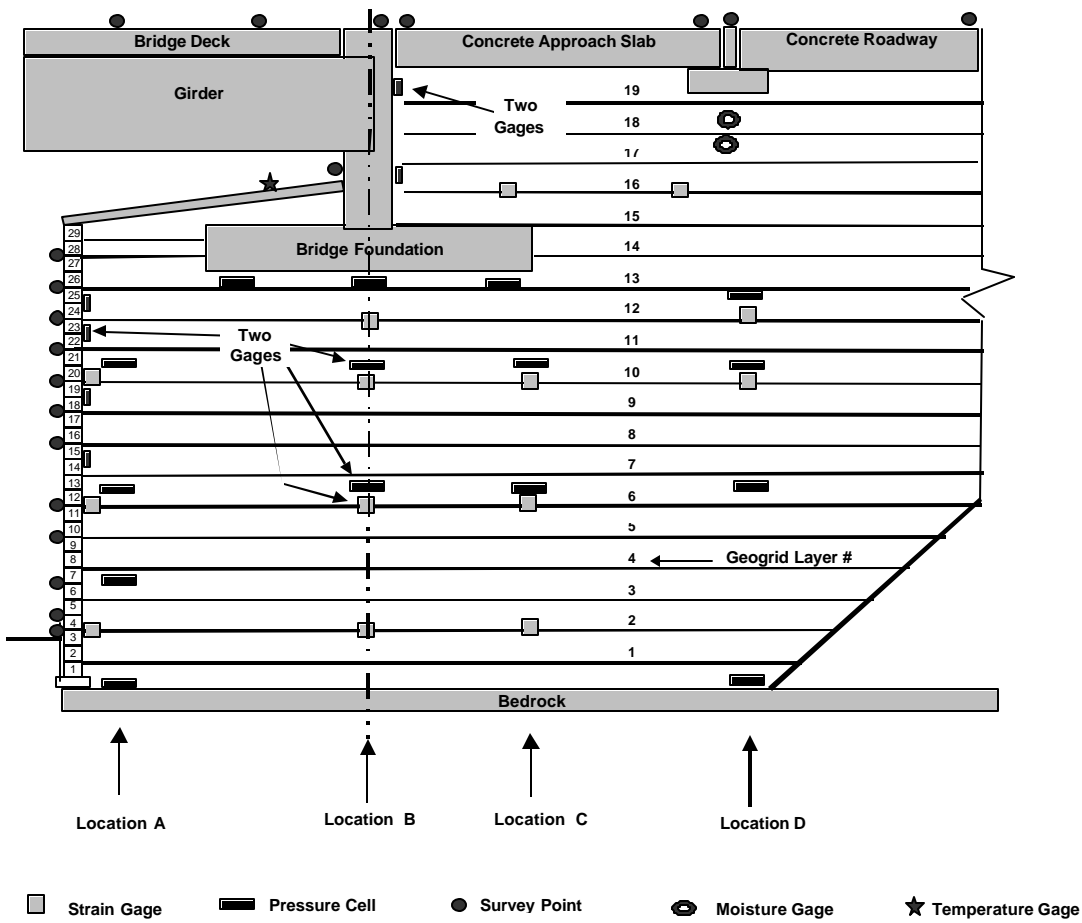 Bridge Deck
Concrete Approach Slab
Concrete Roadway
Girder
19
Two
Gages
18
17
16
15
29
28
27
26
25
24
23
22
21
20
19
18
17
16
15
14
13
12
11
10
9
8
7
6
5
4
3
2
1
Bridge Foundation
14
13
12
11
Two
Gages
10
9
8
7
6
5
4
Geogrid Layer #
3
2
1
Bedrock
Location A
Location B
Location C
Location D
Strain Gage
Pressure Cell
Survey Point
Moisture Gage
Temperature Gage